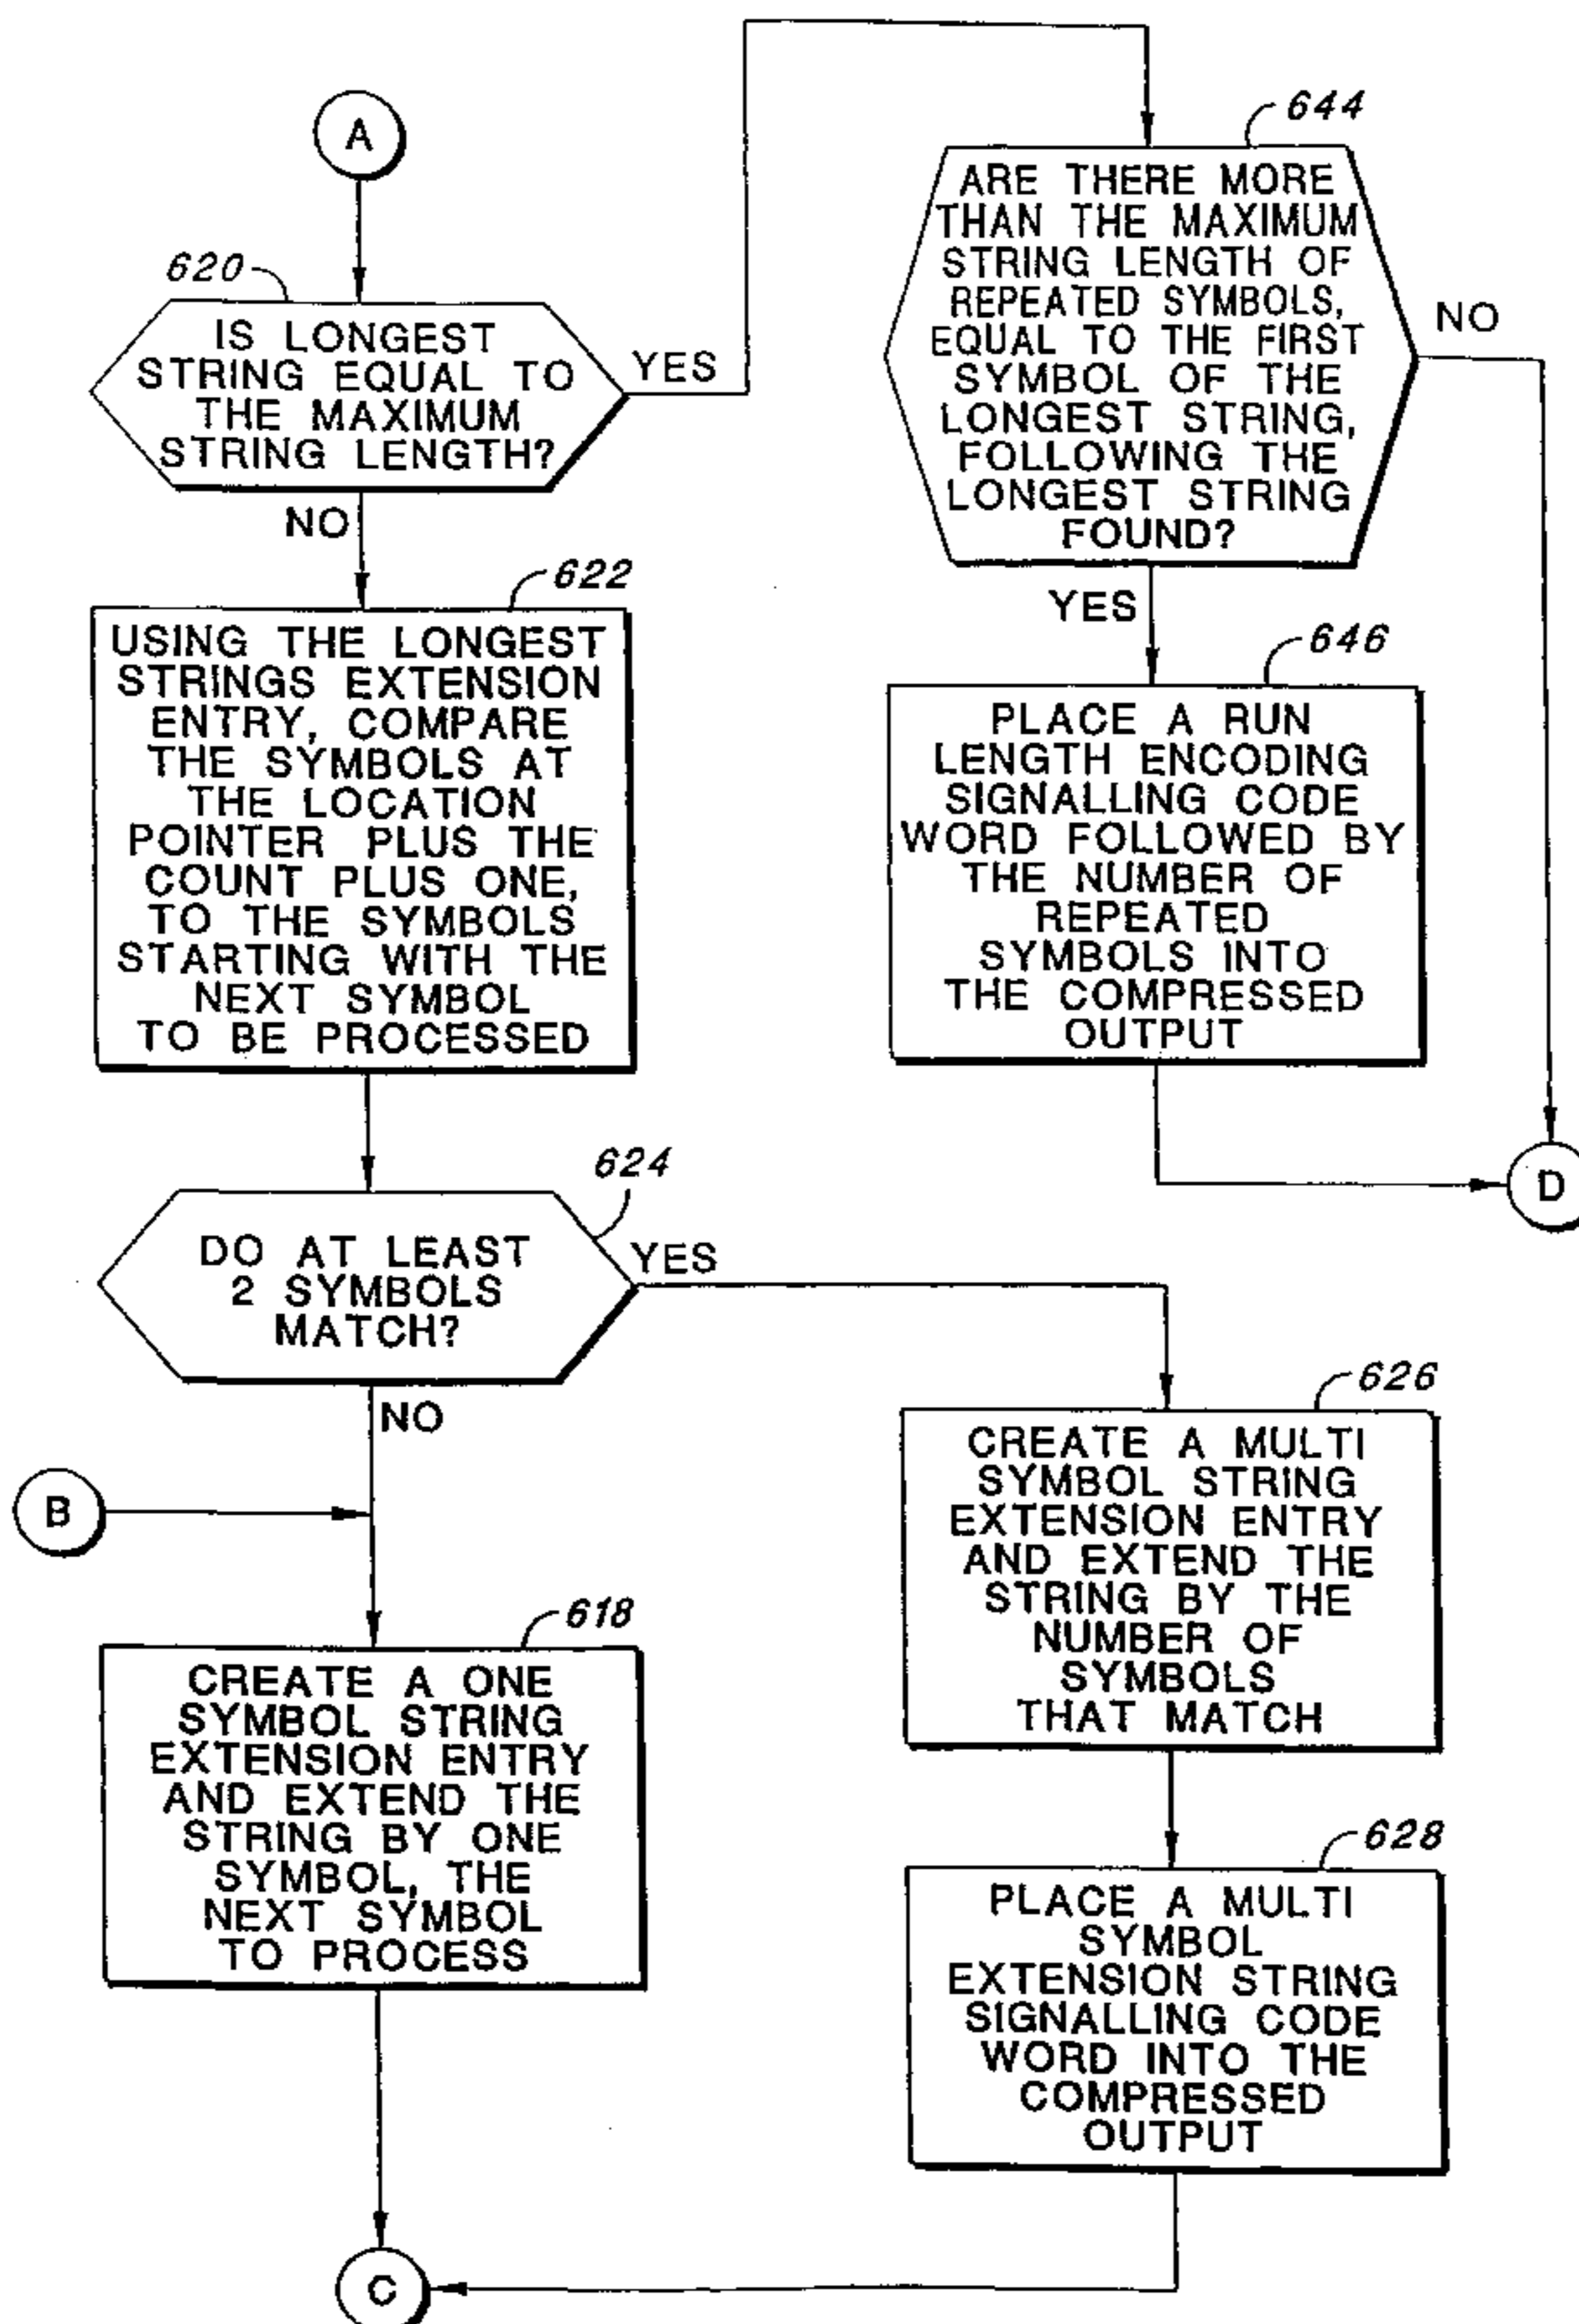 A
620
IS LONGEST
STRING EQUAL TO
THE MAXIMUM
STRING LENGTH?
YES
NO
622
USING THE LONGEST
STRINGS EXTENSION
ENTRY, COMPARE
THE SYMBOLS AT
THE LOCATION
POINTER PLUS THE
COUNT PLUS ONE,
TO THE SYMBOLS
STARTING WITH THE
NEXT SYMBOL
TO BE PROCESSED
624
DO AT LEAST
2 SYMBOLS
MATCH?
YES
NO
B
618
CREATE A ONE
SYMBOL STRING
EXTENSION ENTRY
AND EXTEND THE
STRING BY ONE
SYMBOL, THE
NEXT SYMBOL
TO PROCESS
C
644
ARE THERE MORE
THAN THE MAXIMUM
STRING LENGTH OF
REPEATED SYMBOLS,
EQUAL TO THE FIRST
SYMBOL OF THE
LONGEST STRING,
FOLLOWING THE
LONGEST STRING
FOUND?
NO
YES
646
PLACE A RUN
LENGTH ENCODING
SIGNALLING CODE
WORD FOLLOWED BY
THE NUMBER OF
REPEATED
SYMBOLS INTO
THE COMPRESSED
OUTPUT
D
626
CREATE A MULTI
SYMBOL STRING
EXTENSION ENTRY
AND EXTEND THE
STRING BY THE
NUMBER OF
SYMBOLS
THAT MATCH
628
PLACE A MULTI
SYMBOL
EXTENSION STRING
SIGNALLING CODE
WORD INTO THE
COMPRESSED
OUTPUT